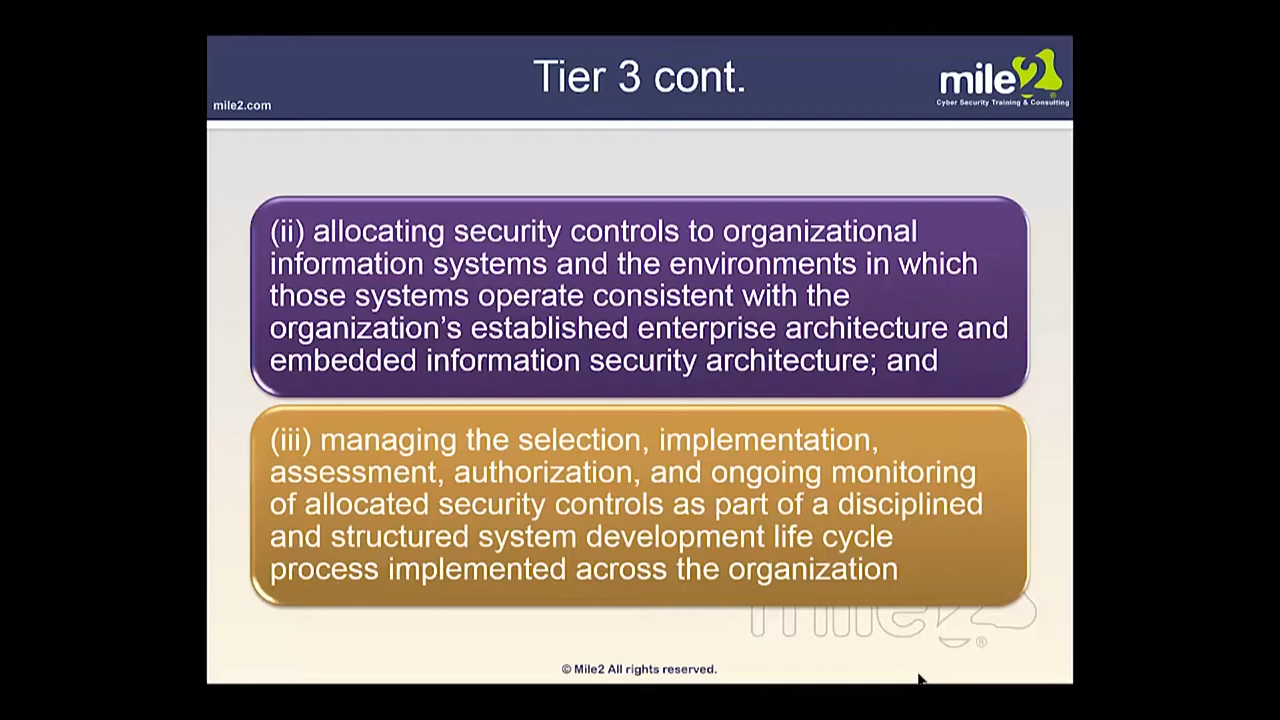 Tier 3 cont.
mile2.com
mile2
®
Cyber Security Training & Consulting
(ii) allocating security controls to organizational
information systems and the environments in which
those systems operate consistent with the
organization’s established enterprise architecture and
embedded information security architecture; and
(iii) managing the selection, implementation,
assessment, authorization, and ongoing monitoring
of allocated security controls as part of a disciplined
and structured system development life cycle
process implemented across the organization
mile2
®
© Mile2 All rights reserved.